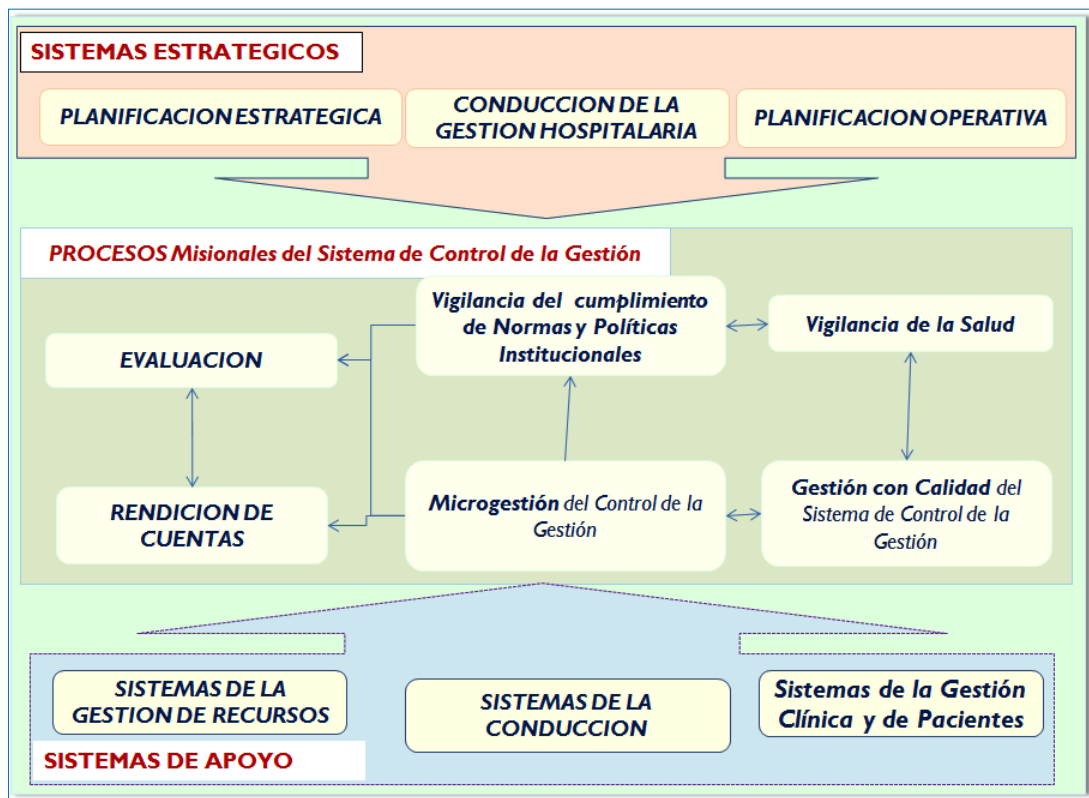 SISTEMAS ESTRATEGICOS
PLANIFICACION ESTRATEGICA
CONDUCCION DE LA
GESTION HOSPITALARIA
PLANIFICACION OPERATIVA
PROCESOS Misionales del Sistema de Control de la Gestión
Vigilancia del cumplimiento
de Normas y Políticas
Institucionales
Vigilancia de la Salud
EVALUACION
RENDICION DE
CUENTAS
Microgestión del Control de la
Gestión
Gestión con Calidad del
Sistema de Control de la
Gestión
SISTEMAS DE LA
GESTION DE RECURSOS
SISTEMAS DE LA
CONDUCCION
Sistemas de la Gestión
Clínica y de Pacientes
SISTEMAS DE APOYO